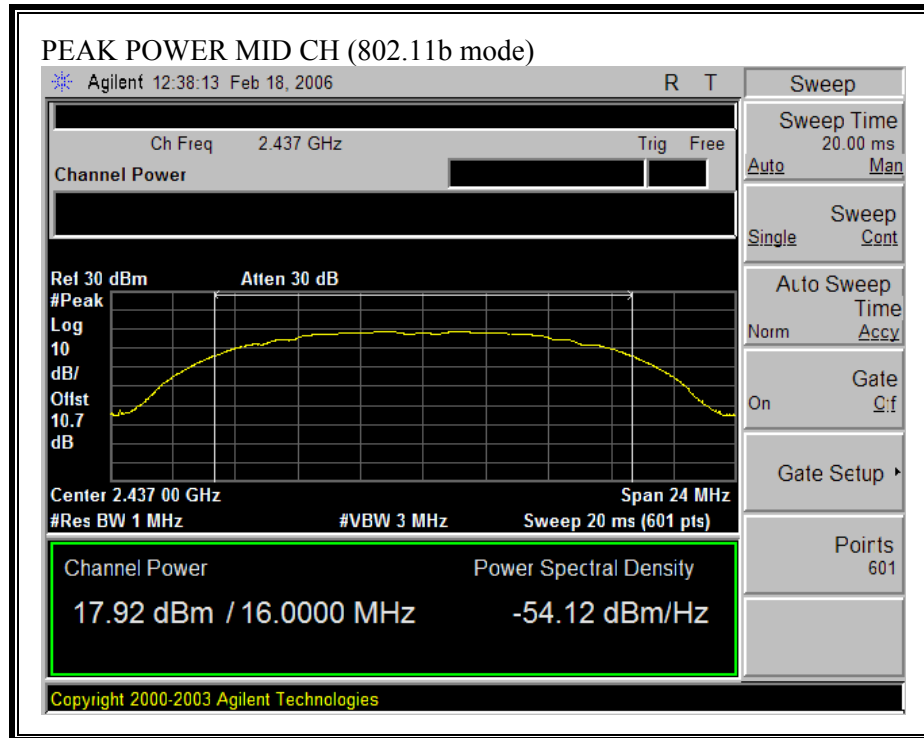 PEAK POWER MID CH (802.11b mode)
Agilent 12:38:13 Feb 18, 2006 R T
Sweep
Ch Freq 2.437 GHz Trig Free
Channel Power
Sweep Time
20.00 ms
Auto Man
Sweep
Single Cont
Ref 30 dBm Atten 30 dB
#Peak
Log
10
dB/
Offst
10.7
dB
Auto Sweep
Time
Norm Accy
Gate
On Off
Gate Setup
Center 2.437 00 GHz Span 24 MHz
#Res BW 1 MHz #VBW 3 MHz Sweep 20 ms (601 pts)
Points
601
Channel Power Power Spectral Density
17.92 dBm / 16.0000 MHz -54.12 dBm/Hz
Copyright 2000-2003 Agilent Technologies